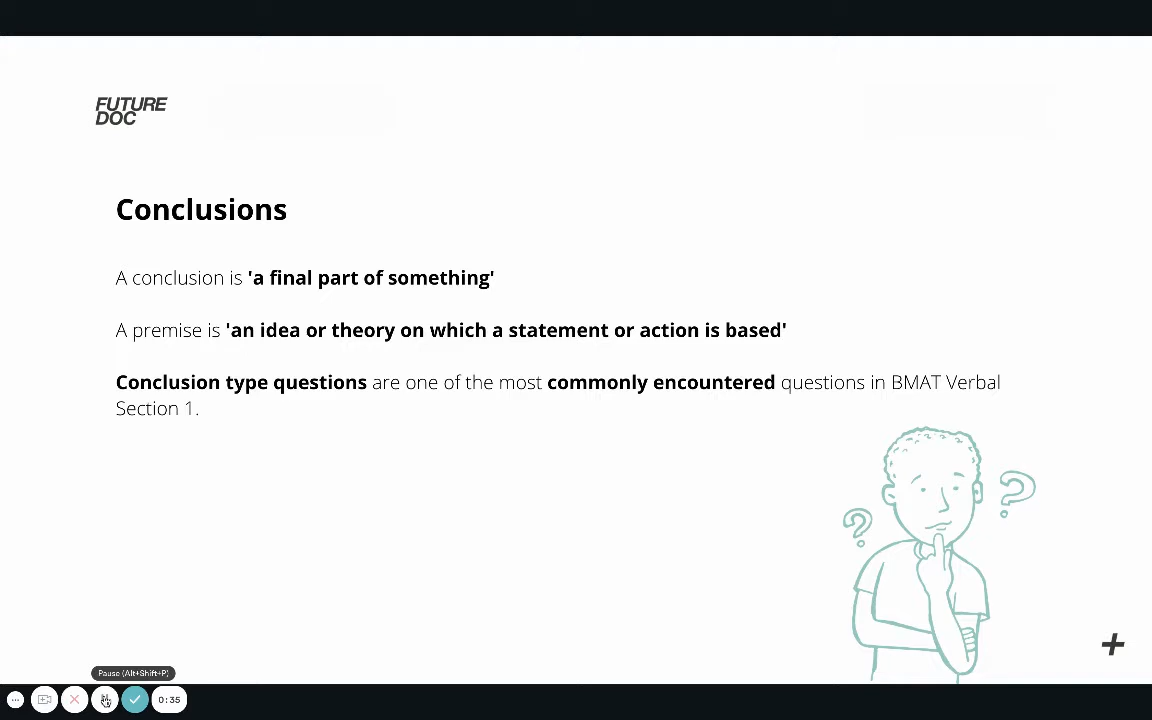 FUTURE
DOC
Conclusions
A conclusion is 'a final part of something'
A premise is 'an idea or theory on which a statement or action is based'
Conclusion type questions are one of the most commonly encountered questions in BMAT Verbal
Section 1.
?
?
+
Pause (Alt+Shift+P)
0:35